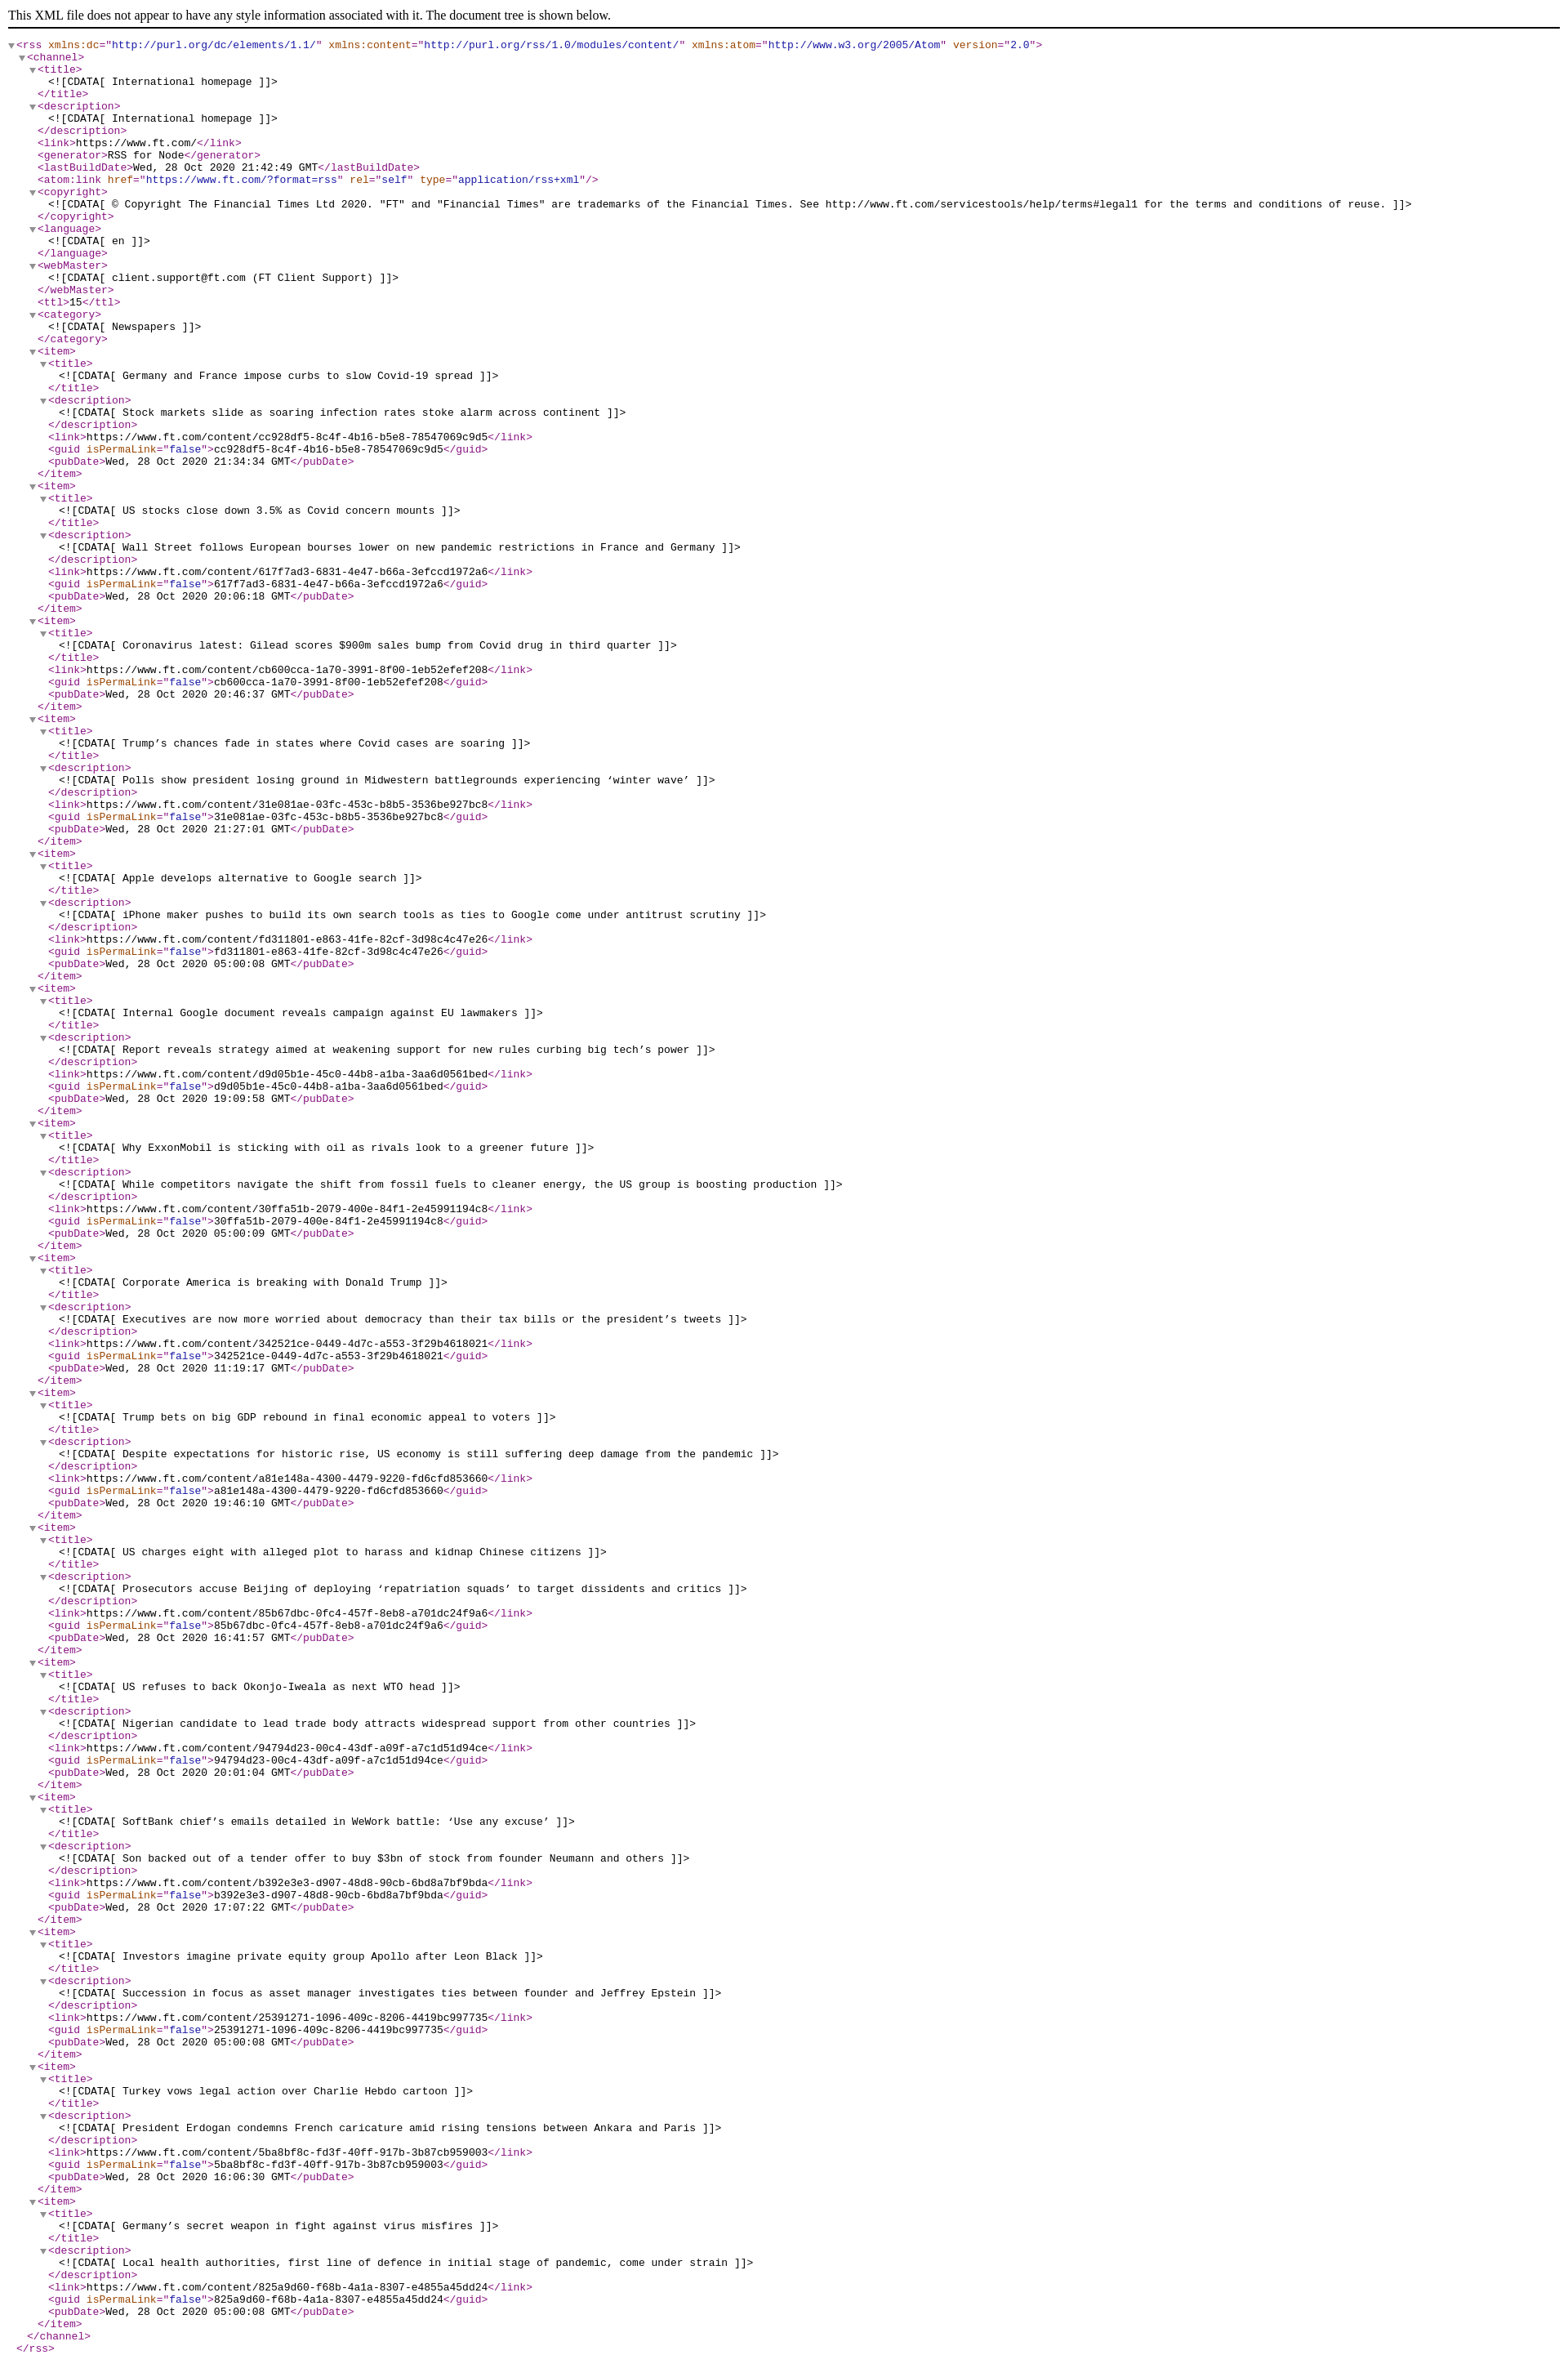 This XML file does not appear to have any style information associated with it. The document tree is shown below.
<rss xmlns:dc="http://purl.org/dc/elements/1.1/" xmlns:content="http://purl.org/rss/1.0/modules/content/" xmlns:atom="http://www.w3.org/2005/Atom" version="2.0">
<channel>
<title>
<![CDATA[ International homepage ]]>
</title>
<description>
<![CDATA[ International homepage ]]>
</description>
<link>https://www.ft.com/</link>
<generator>RSS for Node</generator>
<lastBuildDate>Wed, 28 Oct 2020 21:42:49 GMT</lastBuildDate>
<atom:link href="https://www.ft.com/?format=rss" rel="self" type="application/rss+xml"/>
<copyright>
<![CDATA[ © Copyright The Financial Times Ltd 2020. "FT" and "Financial Times" are trademarks of the Financial Times. See http://www.ft.com/servicestools/help/terms#legal1 for the terms and conditions of reuse. ]]>
</copyright>
<language>
<![CDATA[ en ]]>
</language>
<webMaster>
<![CDATA[ client.support@ft.com (FT Client Support) ]]>
</webMaster>
<ttl>15</ttl>
<category>
<![CDATA[ Newspapers ]]>
</category>
<item>
<title>
<![CDATA[ Germany and France impose curbs to slow Covid-19 spread ]]>
</title>
<description>
<![CDATA[ Stock markets slide as soaring infection rates stoke alarm across continent ]]>
</description>
<link>https://www.ft.com/content/cc928df5-8c4f-4b16-b5e8-78547069c9d5</link>
<guid isPermaLink="false">cc928df5-8c4f-4b16-b5e8-78547069c9d5</guid>
<pubDate>Wed, 28 Oct 2020 21:34:34 GMT</pubDate>
</item>
<item>
<title>
<![CDATA[ US stocks close down 3.5% as Covid concern mounts ]]>
</title>
<description>
<![CDATA[ Wall Street follows European bourses lower on new pandemic restrictions in France and Germany ]]>
</description>
<link>https://www.ft.com/content/617f7ad3-6831-4e47-b66a-3efccd1972a6</link>
<guid isPermaLink="false">617f7ad3-6831-4e47-b66a-3efccd1972a6</guid>
<pubDate>Wed, 28 Oct 2020 20:06:18 GMT</pubDate>
</item>
<item>
<title>
<![CDATA[ Coronavirus latest: Gilead scores $900m sales bump from Covid drug in third quarter ]]>
</title>
<link>https://www.ft.com/content/cb600cca-1a70-3991-8f00-1eb52efef208</link>
<guid isPermaLink="false">cb600cca-1a70-3991-8f00-1eb52efef208</guid>
<pubDate>Wed, 28 Oct 2020 20:46:37 GMT</pubDate>
</item>
<item>
<title>
<![CDATA[ Trump’s chances fade in states where Covid cases are soaring ]]>
</title>
<description>
<![CDATA[ Polls show president losing ground in Midwestern battlegrounds experiencing ‘winter wave’ ]]>
</description>
<link>https://www.ft.com/content/31e081ae-03fc-453c-b8b5-3536be927bc8</link>
<guid isPermaLink="false">31e081ae-03fc-453c-b8b5-3536be927bc8</guid>
<pubDate>Wed, 28 Oct 2020 21:27:01 GMT</pubDate>
</item>
<item>
<title>
<![CDATA[ Apple develops alternative to Google search ]]>
</title>
<description>
<![CDATA[ iPhone maker pushes to build its own search tools as ties to Google come under antitrust scrutiny ]]>
</description>
<link>https://www.ft.com/content/fd311801-e863-41fe-82cf-3d98c4c47e26</link>
<guid isPermaLink="false">fd311801-e863-41fe-82cf-3d98c4c47e26</guid>
<pubDate>Wed, 28 Oct 2020 05:00:08 GMT</pubDate>
</item>
<item>
<title>
<![CDATA[ Internal Google document reveals campaign against EU lawmakers ]]>
</title>
<description>
<![CDATA[ Report reveals strategy aimed at weakening support for new rules curbing big tech’s power ]]>
</description>
<link>https://www.ft.com/content/d9d05b1e-45c0-44b8-a1ba-3aa6d0561bed</link>
<guid isPermaLink="false">d9d05b1e-45c0-44b8-a1ba-3aa6d0561bed</guid>
<pubDate>Wed, 28 Oct 2020 19:09:58 GMT</pubDate>
</item>
<item>
<title>
<![CDATA[ Why ExxonMobil is sticking with oil as rivals look to a greener future ]]>
</title>
<description>
<![CDATA[ While competitors navigate the shift from fossil fuels to cleaner energy, the US group is boosting production ]]>
</description>
<link>https://www.ft.com/content/30ffa51b-2079-400e-84f1-2e45991194c8</link>
<guid isPermaLink="false">30ffa51b-2079-400e-84f1-2e45991194c8</guid>
<pubDate>Wed, 28 Oct 2020 05:00:09 GMT</pubDate>
</item>
<item>
<title>
<![CDATA[ Corporate America is breaking with Donald Trump ]]>
</title>
<description>
<![CDATA[ Executives are now more worried about democracy than their tax bills or the president’s tweets ]]>
</description>
<link>https://www.ft.com/content/342521ce-0449-4d7c-a553-3f29b4618021</link>
<guid isPermaLink="false">342521ce-0449-4d7c-a553-3f29b4618021</guid>
<pubDate>Wed, 28 Oct 2020 11:19:17 GMT</pubDate>
</item>
<item>
<title>
<![CDATA[ Trump bets on big GDP rebound in final economic appeal to voters ]]>
</title>
<description>
<![CDATA[ Despite expectations for historic rise, US economy is still suffering deep damage from the pandemic ]]>
</description>
<link>https://www.ft.com/content/a81e148a-4300-4479-9220-fd6cfd853660</link>
<guid isPermaLink="false">a81e148a-4300-4479-9220-fd6cfd853660</guid>
<pubDate>Wed, 28 Oct 2020 19:46:10 GMT</pubDate>
</item>
<item>
<title>
<![CDATA[ US charges eight with alleged plot to harass and kidnap Chinese citizens ]]>
</title>
<description>
<![CDATA[ Prosecutors accuse Beijing of deploying ‘repatriation squads’ to target dissidents and critics ]]>
</description>
<link>https://www.ft.com/content/85b67dbc-0fc4-457f-8eb8-a701dc24f9a6</link>
<guid isPermaLink="false">85b67dbc-0fc4-457f-8eb8-a701dc24f9a6</guid>
<pubDate>Wed, 28 Oct 2020 16:41:57 GMT</pubDate>
</item>
<item>
<title>
<![CDATA[ US refuses to back Okonjo-Iweala as next WTO head ]]>
</title>
<description>
<![CDATA[ Nigerian candidate to lead trade body attracts widespread support from other countries ]]>
</description>
<link>https://www.ft.com/content/94794d23-00c4-43df-a09f-a7c1d51d94ce</link>
<guid isPermaLink="false">94794d23-00c4-43df-a09f-a7c1d51d94ce</guid>
<pubDate>Wed, 28 Oct 2020 20:01:04 GMT</pubDate>
</item>
<item>
<title>
<![CDATA[ SoftBank chief’s emails detailed in WeWork battle: ‘Use any excuse’ ]]>
</title>
<description>
<![CDATA[ Son backed out of a tender offer to buy $3bn of stock from founder Neumann and others ]]>
</description>
<link>https://www.ft.com/content/b392e3e3-d907-48d8-90cb-6bd8a7bf9bda</link>
<guid isPermaLink="false">b392e3e3-d907-48d8-90cb-6bd8a7bf9bda</guid>
<pubDate>Wed, 28 Oct 2020 17:07:22 GMT</pubDate>
</item>
<item>
<title>
<![CDATA[ Investors imagine private equity group Apollo after Leon Black ]]>
</title>
<description>
<![CDATA[ Succession in focus as asset manager investigates ties between founder and Jeffrey Epstein ]]>
</description>
<link>https://www.ft.com/content/25391271-1096-409c-8206-4419bc997735</link>
<guid isPermaLink="false">25391271-1096-409c-8206-4419bc997735</guid>
<pubDate>Wed, 28 Oct 2020 05:00:08 GMT</pubDate>
</item>
<item>
<title>
<![CDATA[ Turkey vows legal action over Charlie Hebdo cartoon ]]>
</title>
<description>
<![CDATA[ President Erdogan condemns French caricature amid rising tensions between Ankara and Paris ]]>
</description>
<link>https://www.ft.com/content/5ba8bf8c-fd3f-40ff-917b-3b87cb959003</link>
<guid isPermaLink="false">5ba8bf8c-fd3f-40ff-917b-3b87cb959003</guid>
<pubDate>Wed, 28 Oct 2020 16:06:30 GMT</pubDate>
</item>
<item>
<title>
<![CDATA[ Germany’s secret weapon in fight against virus misfires ]]>
</title>
<description>
<![CDATA[ Local health authorities, first line of defence in initial stage of pandemic, come under strain ]]>
</description>
<link>https://www.ft.com/content/825a9d60-f68b-4a1a-8307-e4855a45dd24</link>
<guid isPermaLink="false">825a9d60-f68b-4a1a-8307-e4855a45dd24</guid>
<pubDate>Wed, 28 Oct 2020 05:00:08 GMT</pubDate>
</item>
</channel>
</rss>